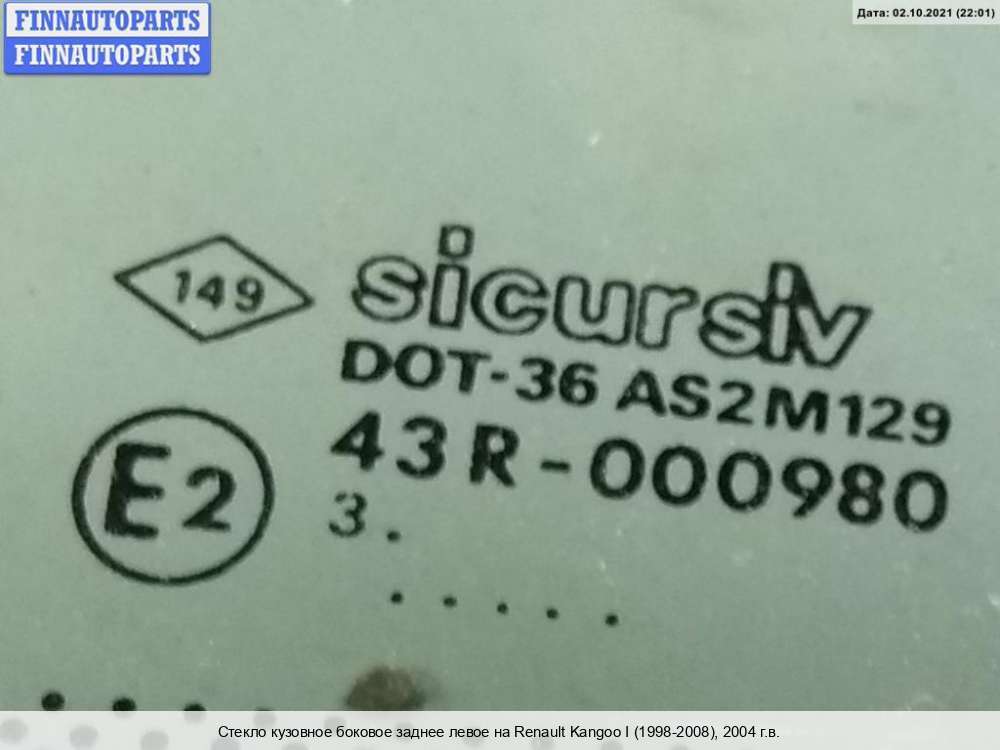 FINNAUTOPARTS
FINNAUTOPARTS
Дата: 02.10.2021 (22:01)
149
sicursiv
DOT-36 AS2M129
43R-000980
E2
3.
.....
Стекло кузовное боковое заднее левое на Renault Kangoo I (1998-2008), 2004 г.в.